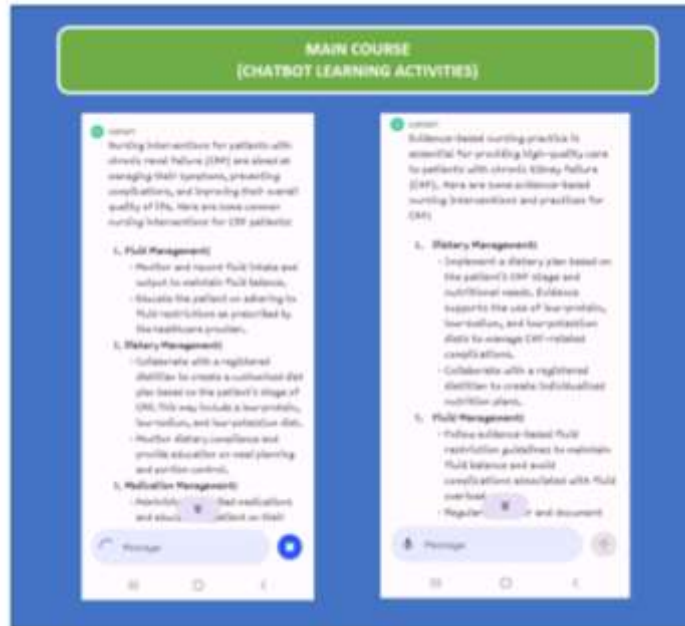 MAIN COURSE
(CHATBOT LEARNING ACTIVITIES)
Nursing interventions for patients with
chronic renal failure (CRF) are aimed at
managing their symptoms, preventing
complications, and improving their overall
quality of life. Here are some common
nursing interventions for CRF patients:
1. Fluid Management:
- Monitor and record fluid intake and
output to maintain fluid balance.
- Educate the patient on adhering to
fluid restrictions as prescribed by
the healthcare provider.
2. Dietary Management:
- Collaborate with a registered
dietitian to create a customized diet
plan based on the patient's stage of
CRF. This may include a low-protein,
low-sodium, and low-potassium diet.
- Monitor dietary compliance and
provide education on meal planning
and portion control.
3. Medication Management:
medications
and patient on their
Message
Evidence-based nursing practice is
essential for providing high-quality care
to patients with chronic kidney failure
(CKF). Here are some evidence-based
nursing interventions and practices for
CKF:
1. Dietary Management:
- Implement a dietary plan based on
the patient's CKF stage and
nutritional needs. Evidence
supports the use of low-protein,
low-sodium, and low-potassium
diets to manage CKF-related
complications.
- Collaborate with a registered
dietitian to create individualized
nutrition plans.
Fluid Management:
- Follow evidence-based fluid
restriction guidelines to maintain
fluid balance and avoid
complications associated with fluid
overload.
- and document
Message